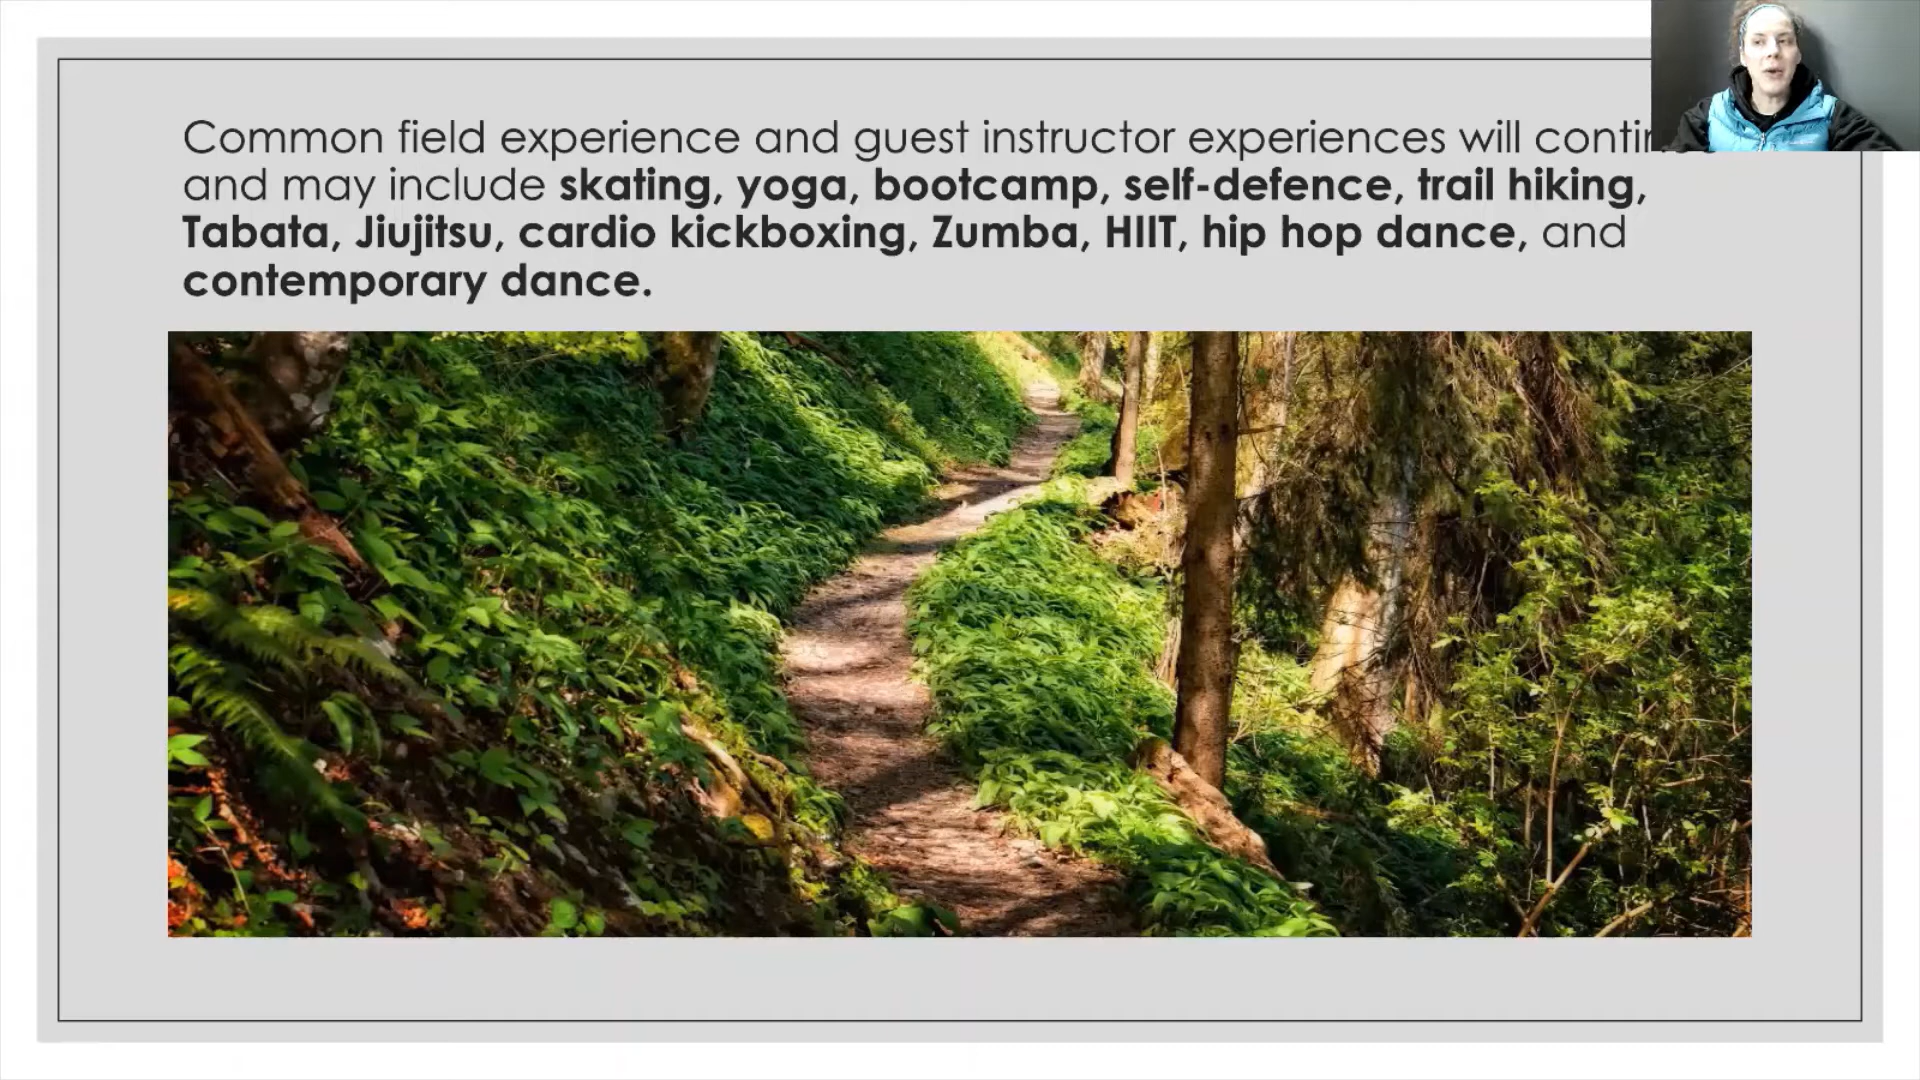 Common field experience and guest instructor experiences will
and may include skating, yoga, bootcamp, self-defence, trail hiking,
Tabata, Jiujitsu, cardio kickboxing, Zumba, HIIT, hip hop dance, and
contemporary dance.